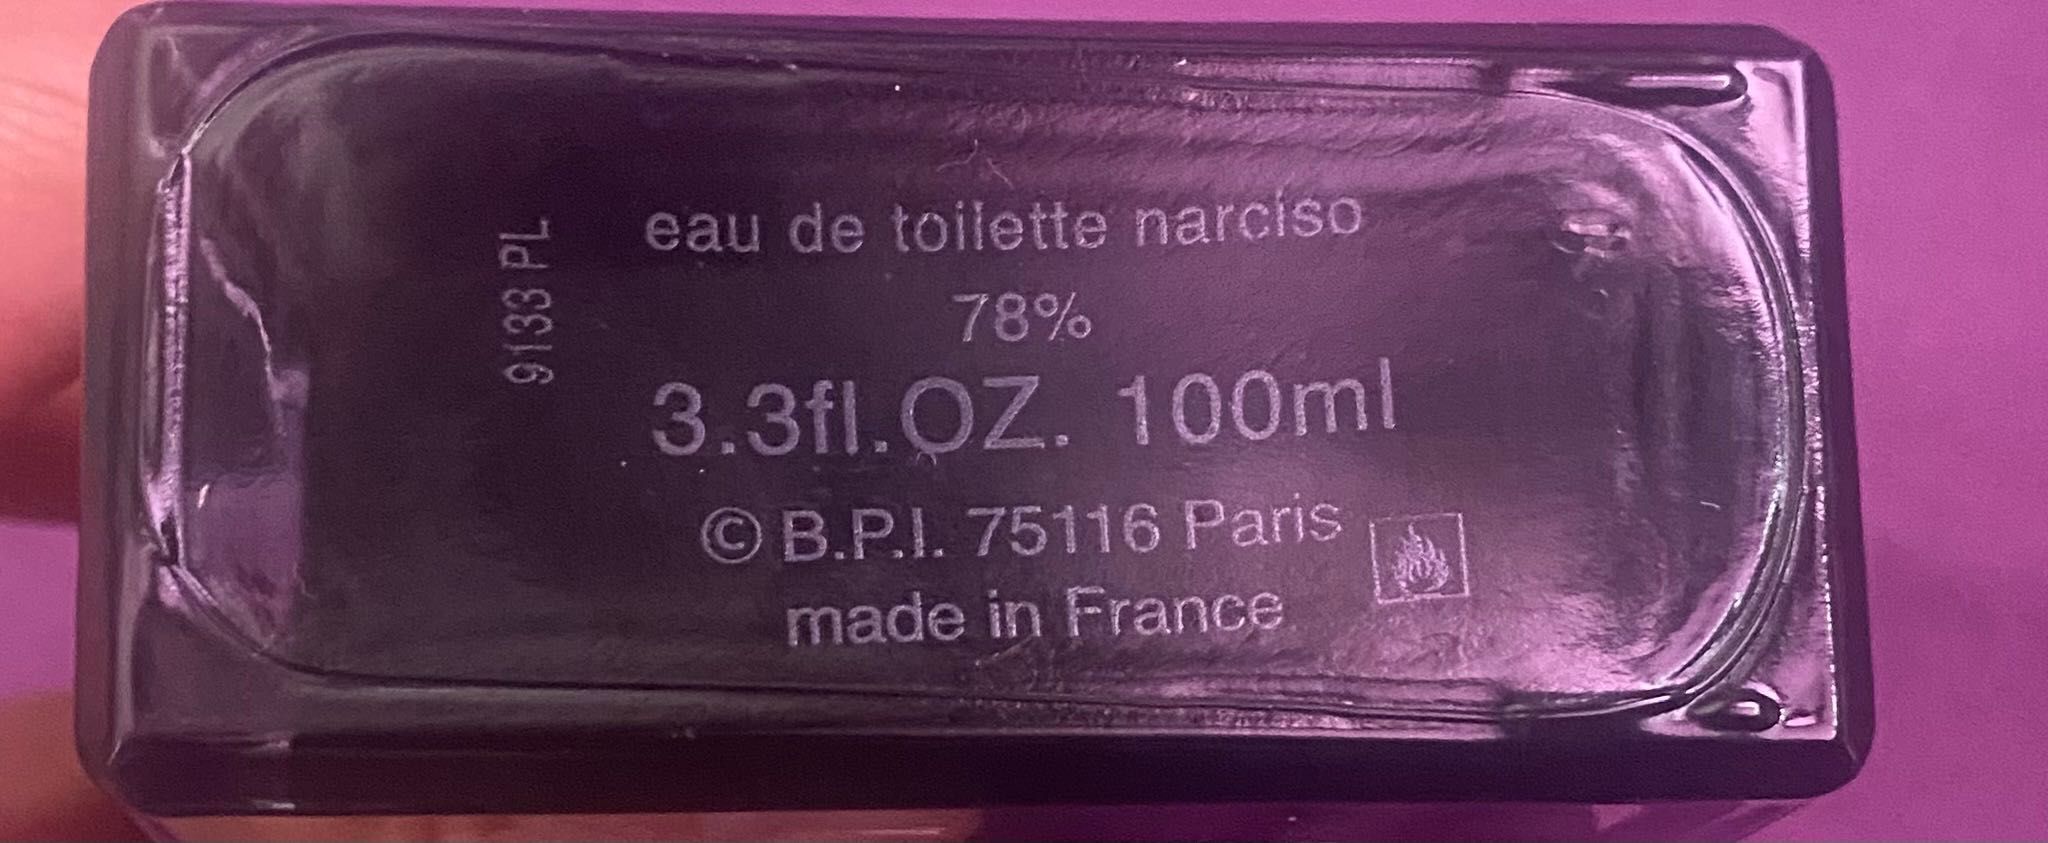 eau de toilette narciso
78%
3.3fl.OZ. 100ml
© B.P.I. 75116 Paris
made in France
9133 PL